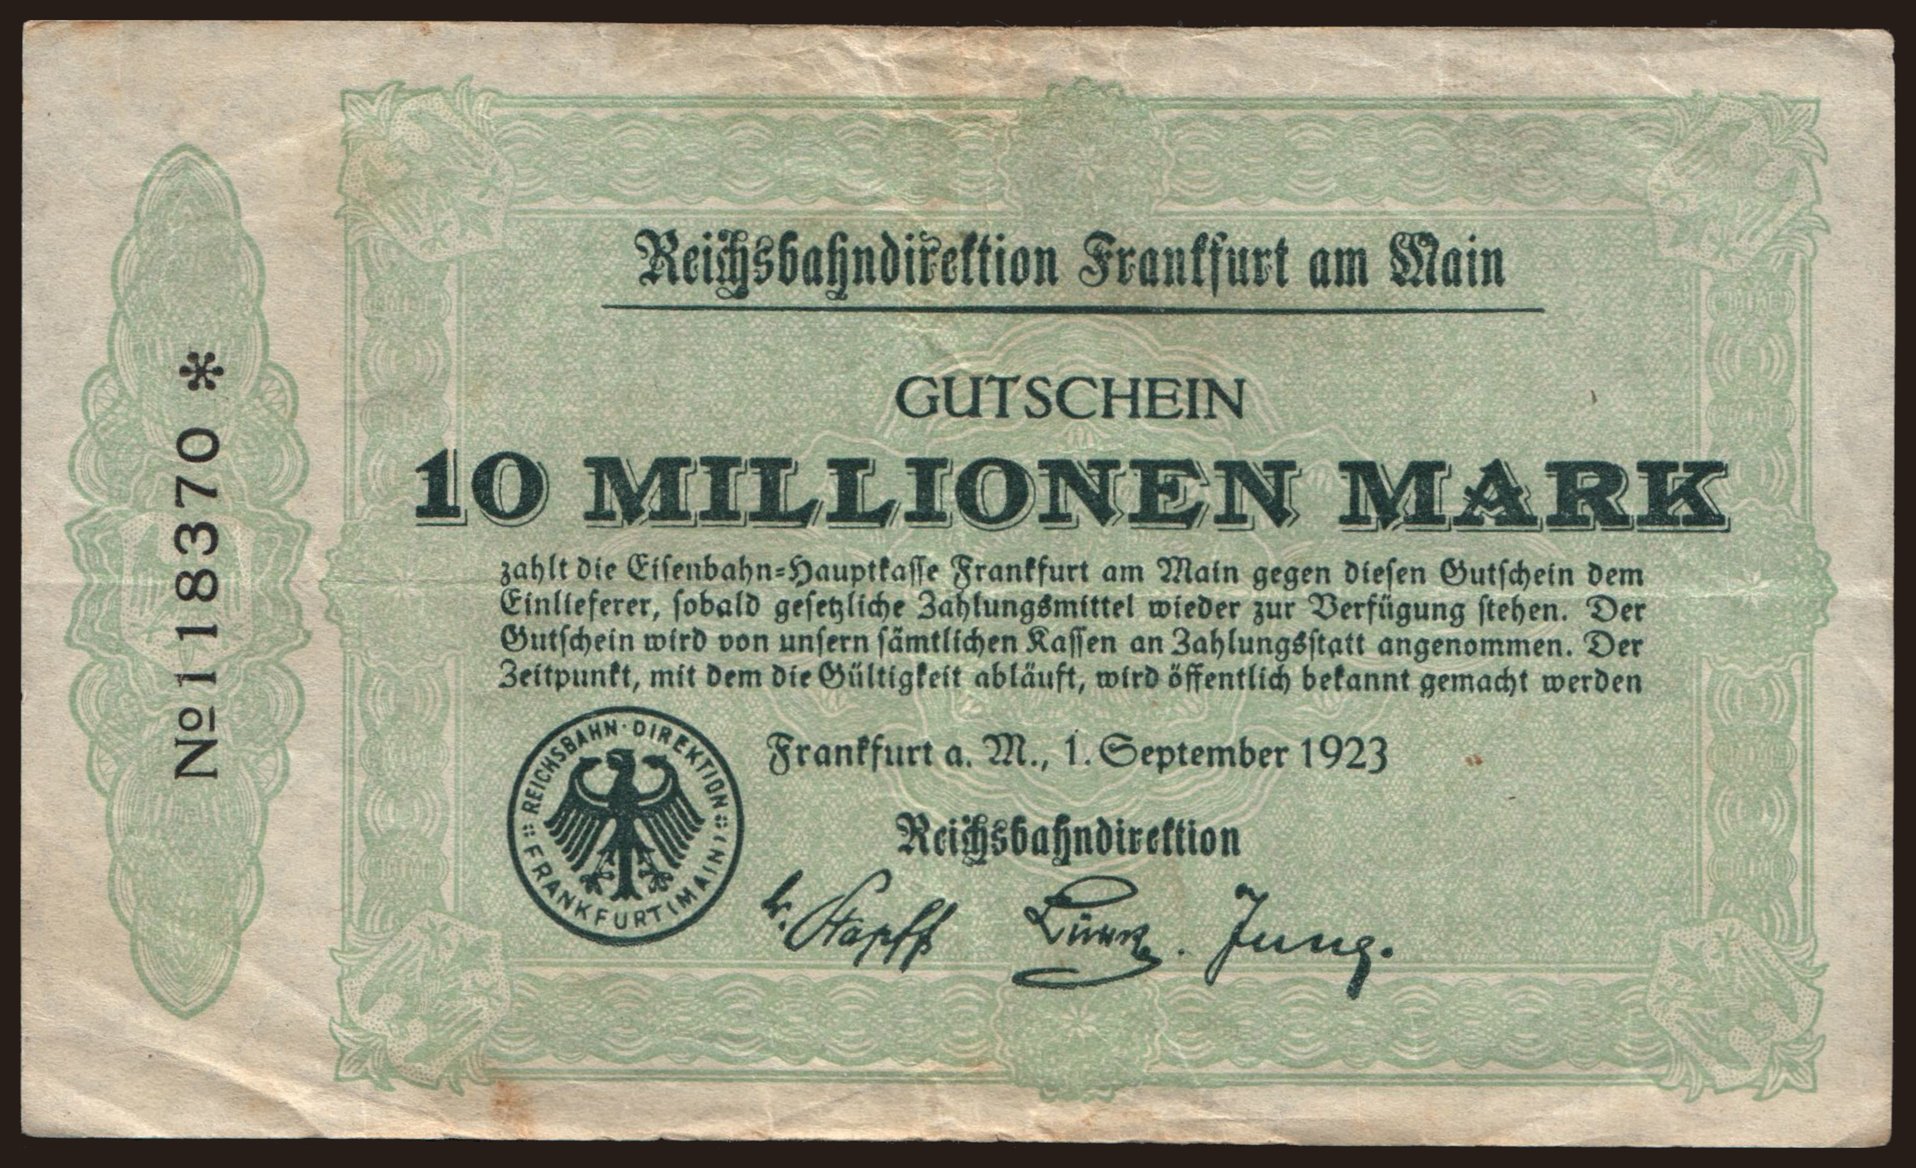 Reichsbahndirektion Frankfurt am Main
GUTSCHEIN
10 MILLIONEN MARK
zahlt die Eisenbahn-Hauptkasse Frankfurt am Main gegen diesen Gutschein dem
Einlieferer, sobald gesetzliche Zahlungsmittel wieder zur Verfügung stehen. Der
Gutschein wird von unsern sämtlichen Kassen an Zahlungsstatt angenommen. Der
Zeitpunkt, mit dem die Gültigkeit abläuft, wird öffentlich bekannt gemacht werden
Frankfurt a. M., 1. September 1923
Reichsbahndirektion
Stapff Jung.
REICHSBAHN-DIREKTION
FRANKFURT (MAIN)
№ 118370 *